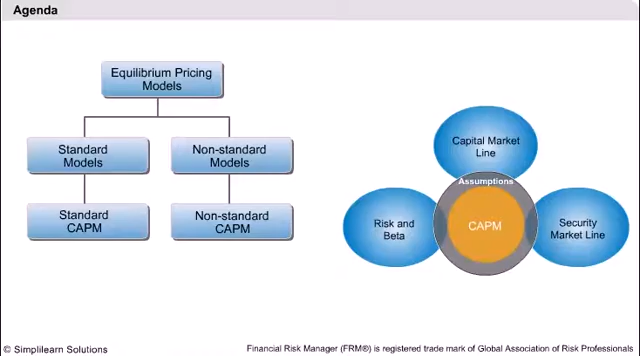 Agenda
Equilibrium Pricing
Models
Standard
Models
Non-standard
Models
Standard
CAPM
Non-standard
CAPM
Capital Market
Line
Assumptions
Risk and
Beta
CAPM
Security
Market Line
© Simplilearn Solutions
Financial Risk Manager (FRM®) is registered trade mark of Global Association of Risk Professionals